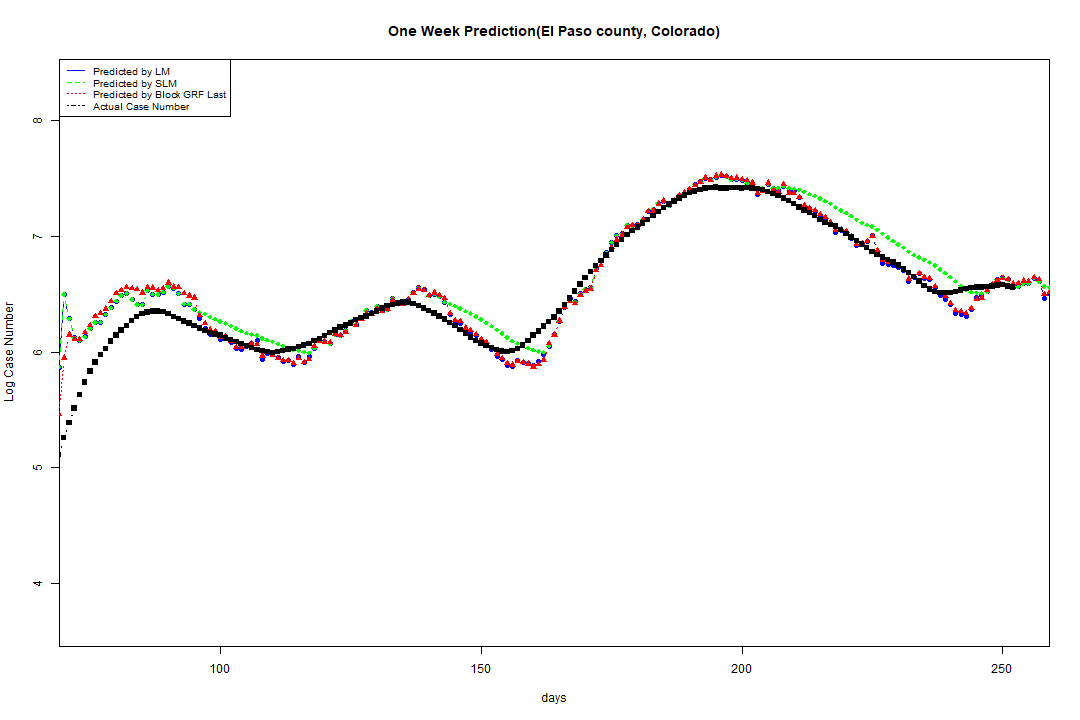 One Week Prediction(El Paso county, Colorado)
Predicted by LM
Predicted by SLM
Predicted by Block GRF Last
Actual Case Number
8
7
6
5
4
Log Case Number
100 150 200 250
days